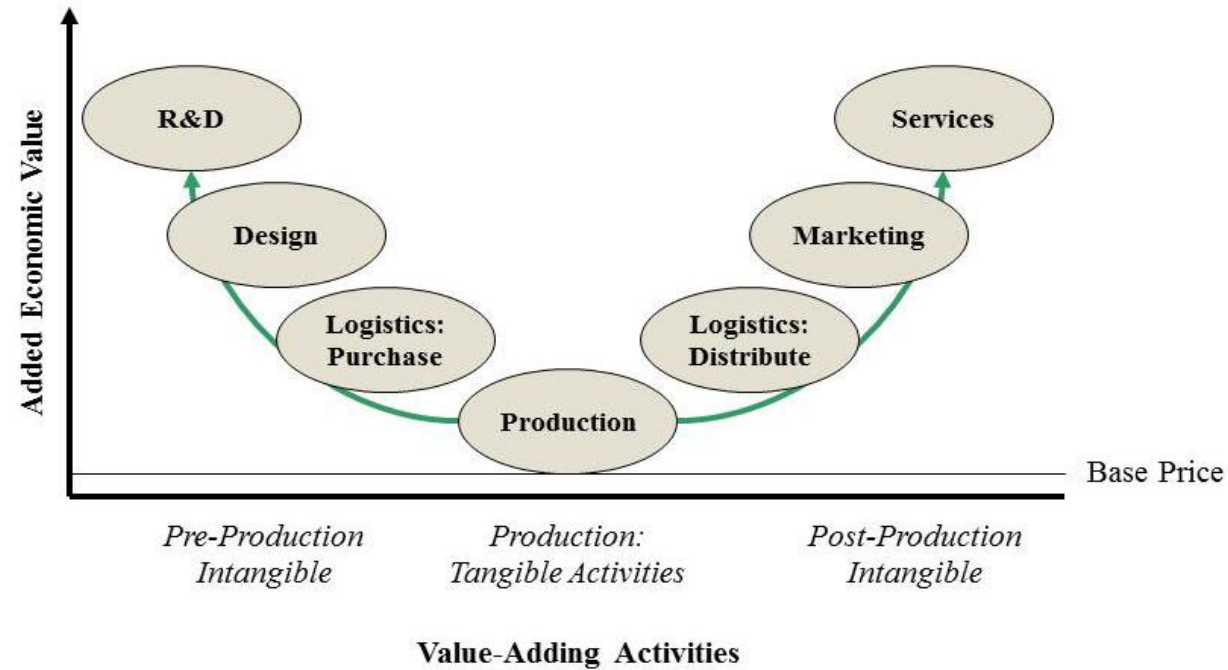 Added Economic Value
R&D
Services
Design
Marketing
Logistics:
Purchase
Logistics:
Distribute
Production
Base Price
Pre-Production
Intangible
Production:
Tangible Activities
Post-Production
Intangible
Value-Adding Activities